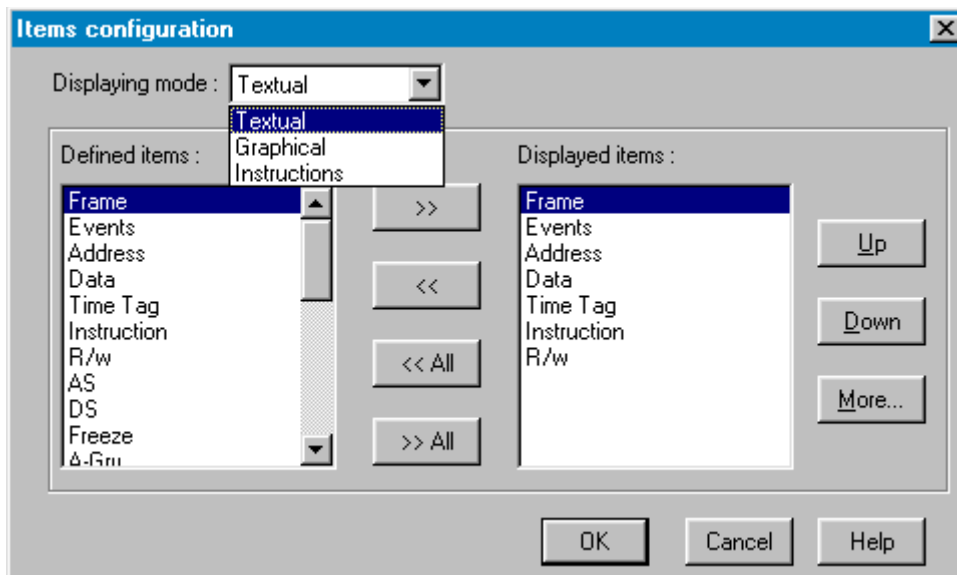 Items configuration
Displaying mode : Textual
Textual
Graphical
Instructions
Defined items :
Displayed items :
Frame
Events
Address
Data
Time Tag
Instruction
R/w
AS
DS
Freeze
A-Gru
>>
<<
<< All
>> All
Frame
Events
Address
Data
Time Tag
Instruction
R/w
Up
Down
More...
OK
Cancel
Help